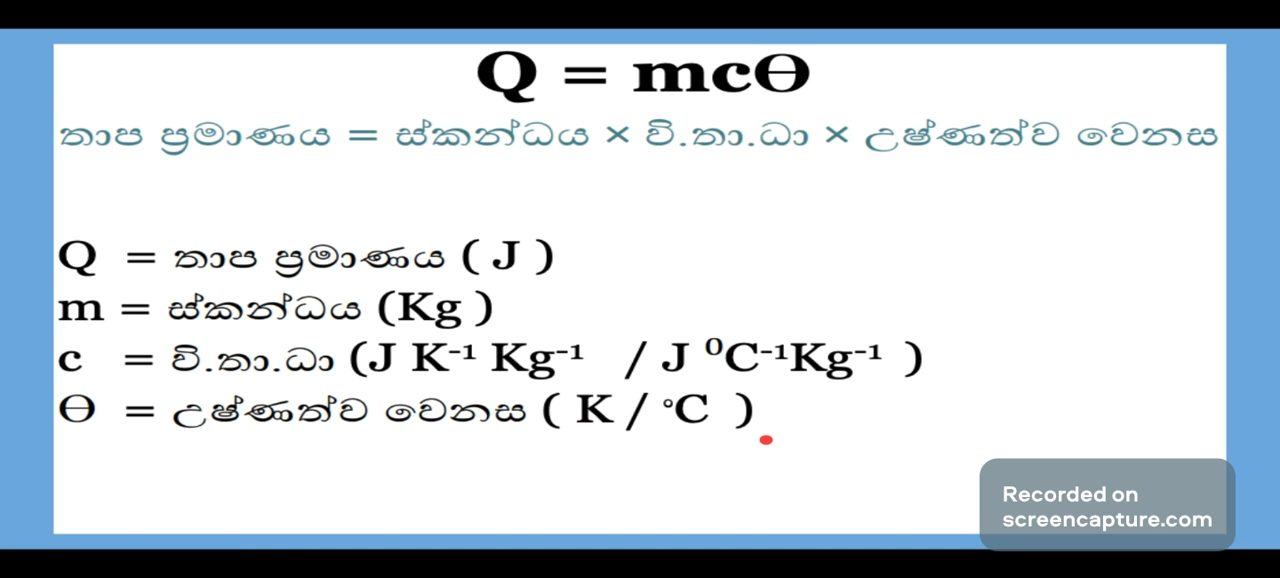 Q = mcθ
තාප ප්‍රමාණය = ස්කන්ධය × වි.තා.ධා × උෂ්ණත්ව වෙනස
Q = තාප ප්‍රමාණය ( J )
m = ස්කන්ධය (Kg )
c = වි.තා.ධා (J K⁻¹ Kg⁻¹ / J ⁰C⁻¹Kg⁻¹ )
θ = උෂ්ණත්ව වෙනස ( K / °C )
Recorded on
screencapture.com